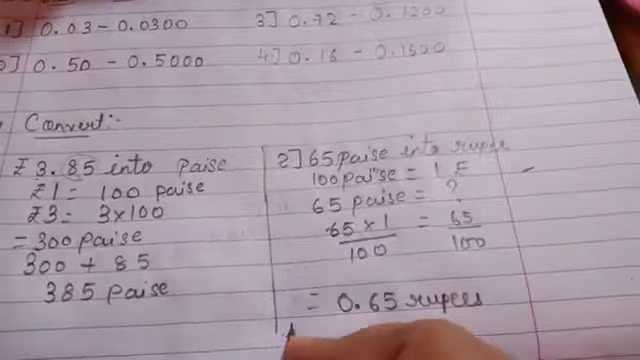 1] 0.03 - 0.0300
3] 0.72 - 0.7200
2] 0.50 - 0.5000
4] 0.16 - 0.1600
Convert:-
₹3.85 into paise
₹1 = 100 paise
₹3 = 3×100
= 300 paise
300 + 85
385 paise
2] 65 paise into rupee
100 paise = 1 ₹
65 paise = ?
65 × 1 = 65
100 100
= 0.65 rupees